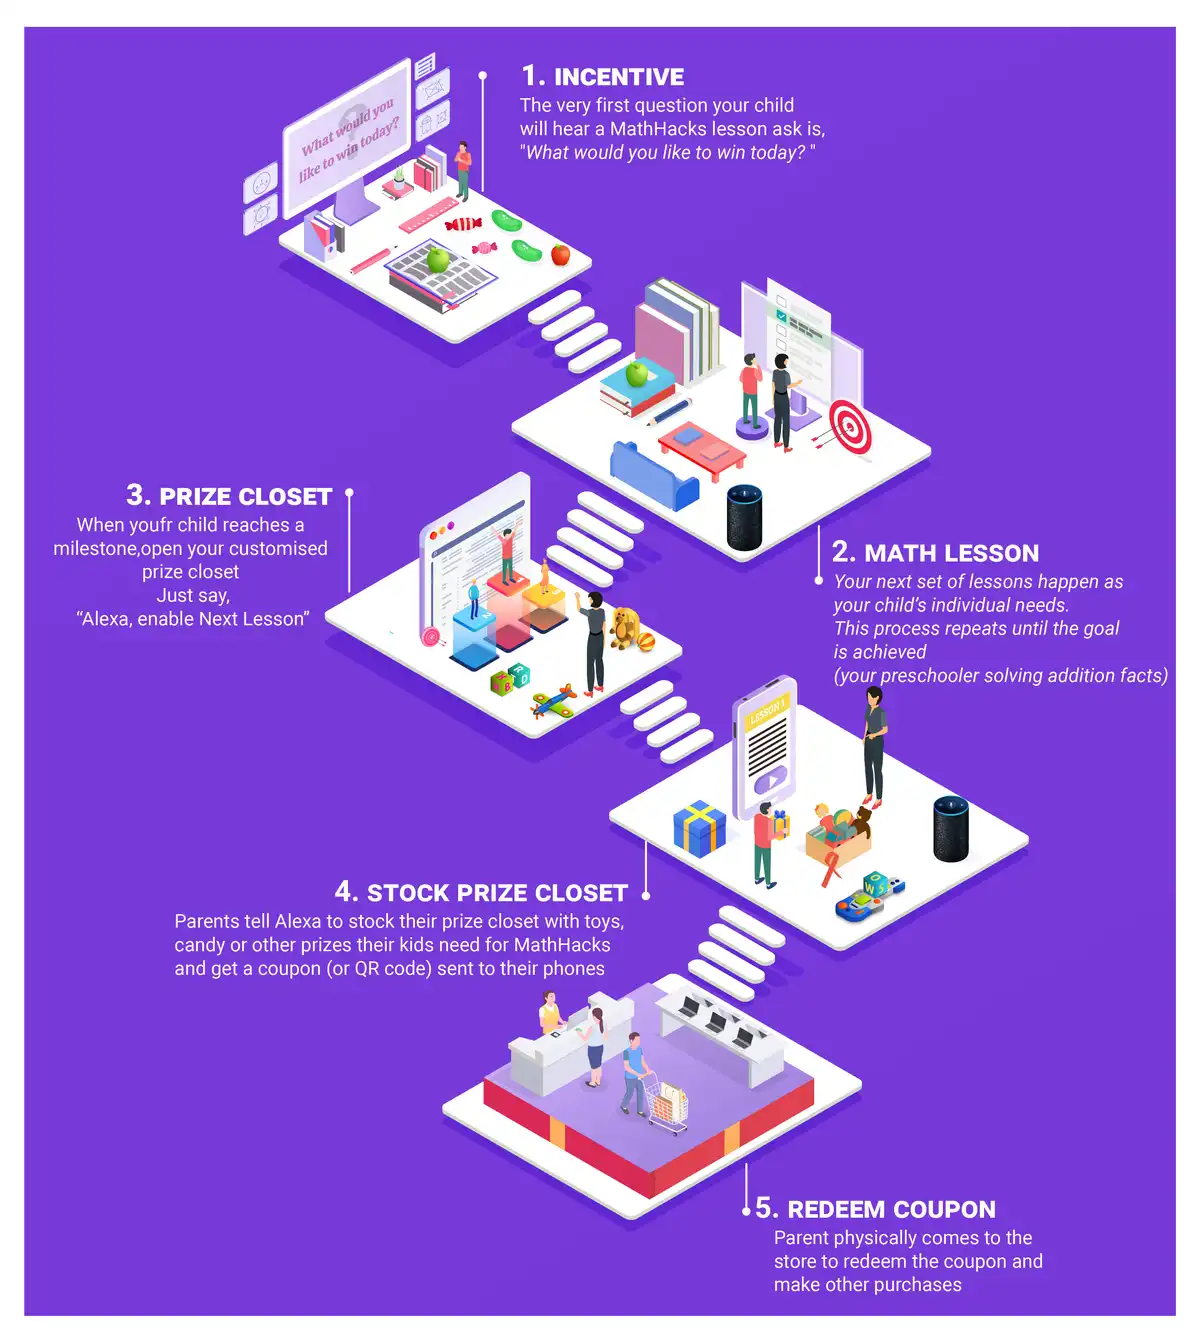 1. INCENTIVE
The very first question your child
will hear a MathHacks lesson ask is,
"What would you like to win today? "
What would you
like to win today?
?
2. MATH LESSON
Your next set of lessons happen as
your child's individual needs.
This process repeats until the goal
is achieved
(your preschooler solving addition facts)
3. PRIZE CLOSET
When youfr child reaches a
milestone,open your customised
prize closet
Just say,
“Alexa, enable Next Lesson”
2
1
R
D
B
LESSON 1
O
W
S
4. STOCK PRIZE CLOSET
Parents tell Alexa to stock their prize closet with toys,
candy or other prizes their kids need for MathHacks
and get a coupon (or QR code) sent to their phones
5. REDEEM COUPON
Parent physically comes to the
store to redeem the coupon and
make other purchases